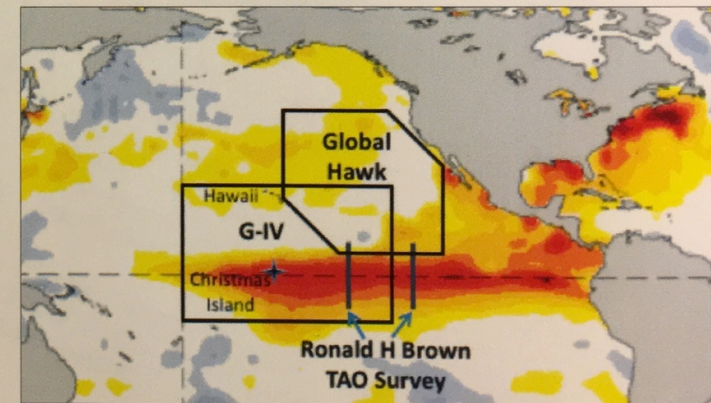 Global
Hawk
Hawaii
G-IV
Christmas
Island
Ronald H Brown
TAO Survey